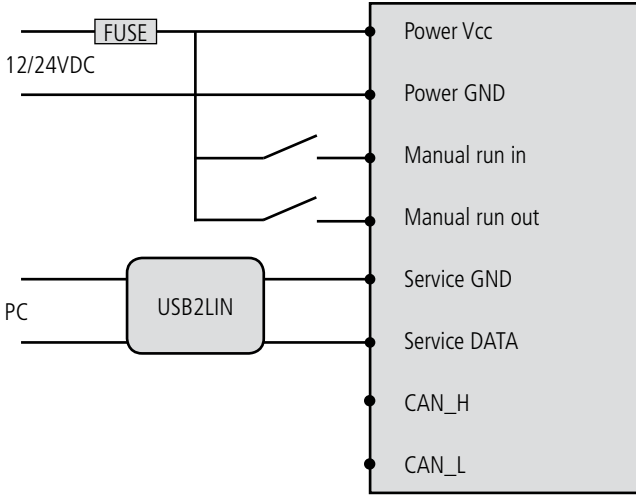 FUSE
Power Vcc
12/24VDC
Power GND
Manual run in
Manual run out
Service GND
PC
USB2LIN
Service DATA
CAN_H
CAN_L